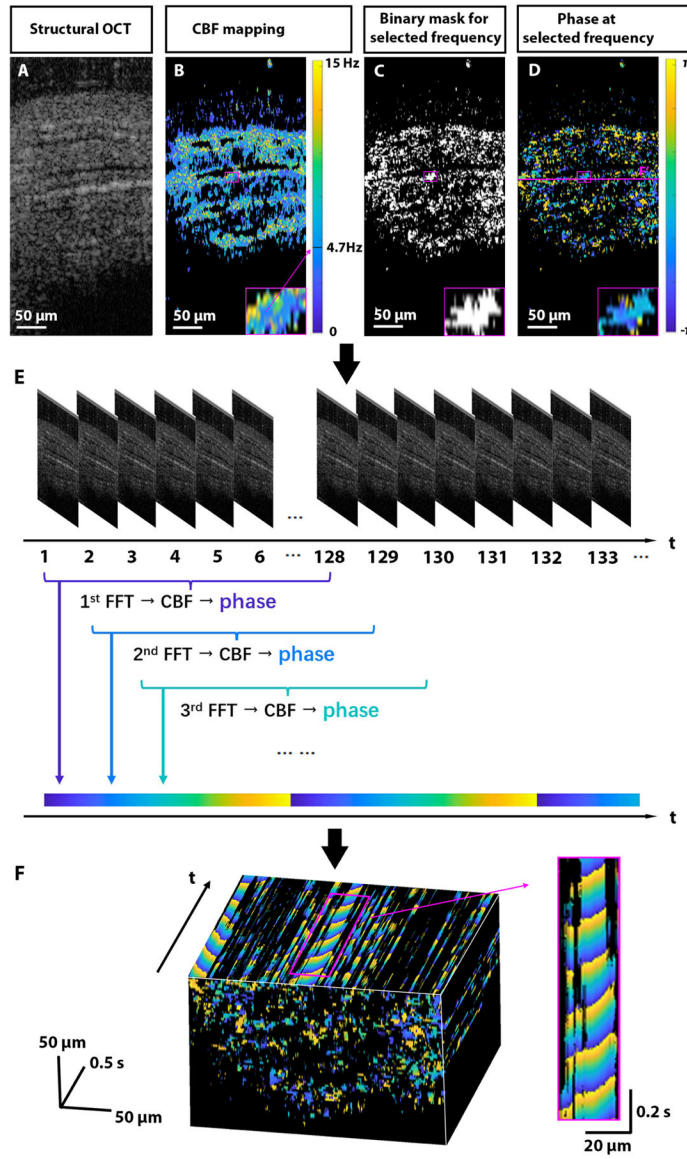 Structural OCT
CBF mapping
Binary mask for
selected frequency
Phase at
selected frequency
A
B
C
D
15 Hz
4.7Hz
0
π
-π
F
50 μm
50 μm
50 μm
50 μm
E
...
t
1 2 3 4 5 6 ... 128 129 130 131 132 133 ...
1st FFT → CBF → phase
2nd FFT → CBF → phase
3rd FFT → CBF → phase
... ...
t
F
t
50 μm
0.5 s
50 μm
0.2 s
20 μm